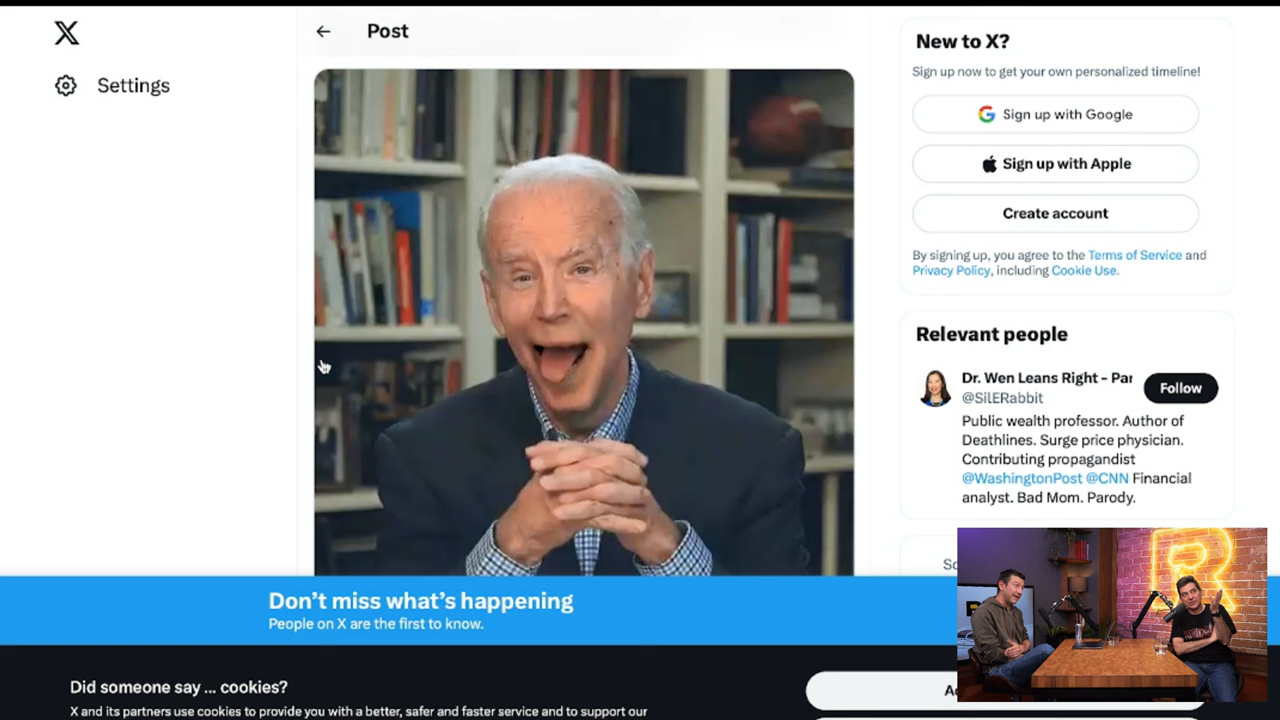 X
Settings
Post
New to X?
Sign up now to get your own personalized timeline!
Sign up with Google
Sign up with Apple
Create account
By signing up, you agree to the Terms of Service and
Privacy Policy, including Cookie Use.
Relevant people
Dr. Wen Leans Right - Par
@SilERabbit
Follow
Public wealth professor. Author of
Deathlines. Surge price physician.
Contributing propagandist
@WashingtonPost @CNN Financial
analyst. Bad Mom. Parody.
Don't miss what's happening
People on X are the first to know.
Did someone say ... cookies?
X and its partners use cookies to provide you with a better, safer and faster service and to support our
R